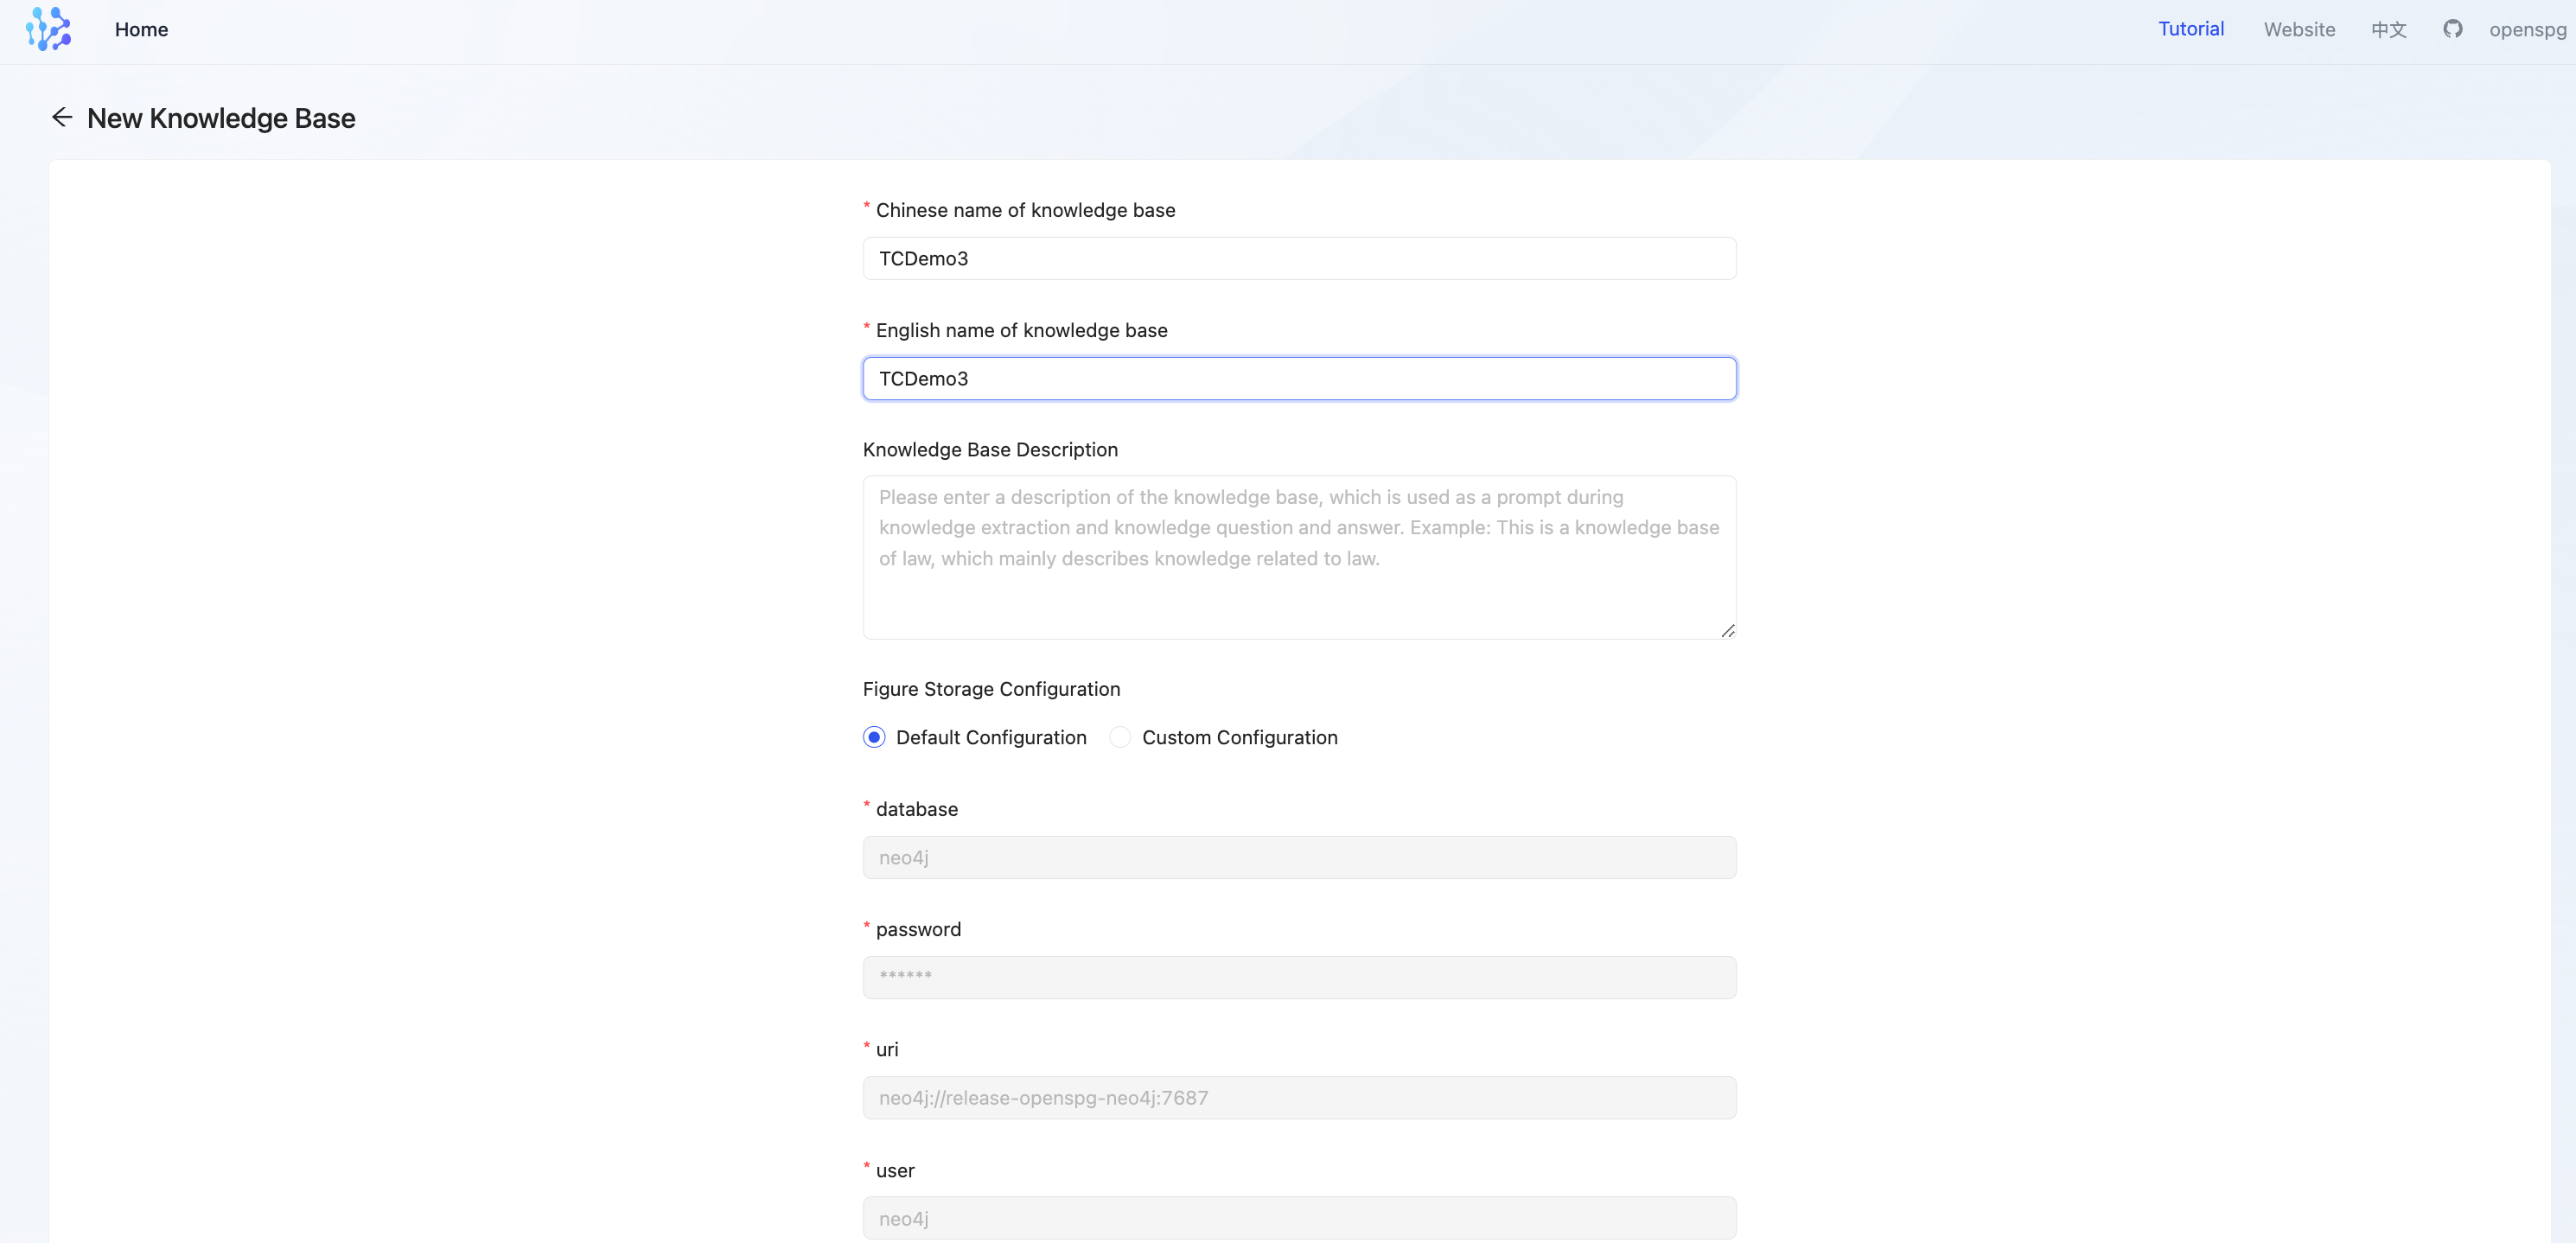 Home
Tutorial
Website
中文
openspg
New Knowledge Base
* Chinese name of knowledge base
TCDemo3
* English name of knowledge base
TCDemo3
Knowledge Base Description
Please enter a description of the knowledge base, which is used as a prompt during
knowledge extraction and knowledge question and answer. Example: This is a knowledge base
of law, which mainly describes knowledge related to law.
Figure Storage Configuration
Default Configuration
Custom Configuration
* database
neo4j
* password
******
* uri
neo4j://release-openspg-neo4j:7687
* user
neo4j